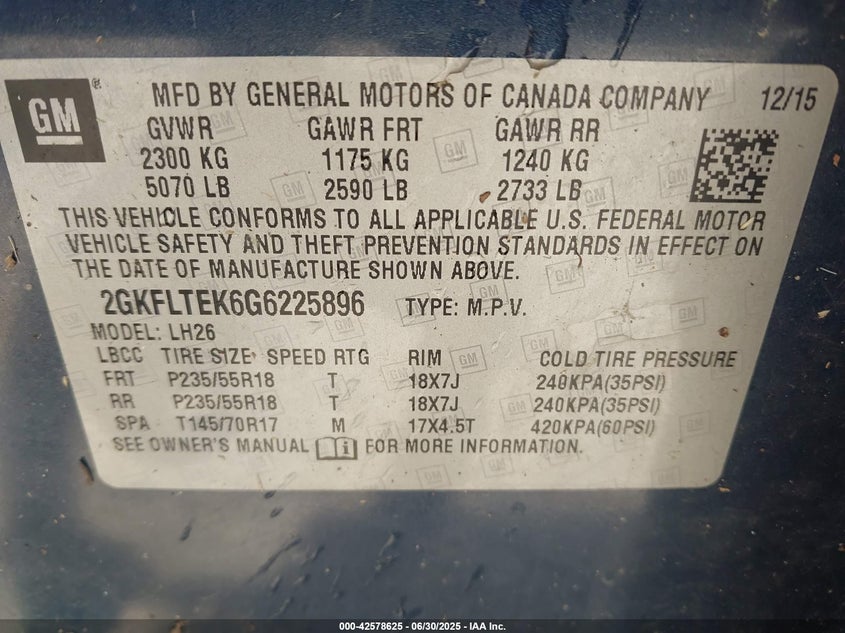 GM®
MFD BY GENERAL MOTORS OF CANADA COMPANY 12/15
GVWR GAWR FRT GAWR RR
2300 KG 1175 KG 1240 KG
5070 LB 2590 LB 2733 LB
THIS VEHICLE CONFORMS TO ALL APPLICABLE U.S. FEDERAL MOTOR
VEHICLE SAFETY AND THEFT PREVENTION STANDARDS IN EFFECT ON
THE DATE OF MANUFACTURE SHOWN ABOVE.
2GKFLTEK6G6225896 TYPE: M.P.V.
MODEL: LH26
LBCC TIRE SIZE SPEED RTG RIM COLD TIRE PRESSURE
FRT P235/55R18 T 18X7J 240KPA(35PSI)
RR P235/55R18 T 18X7J 240KPA(35PSI)
SPA T145/70R17 M 17X4.5T 420KPA(60PSI)
SEE OWNER'S MANUAL FOR MORE INFORMATION.
000-42578625 - 06/30/2025 - IAA Inc.